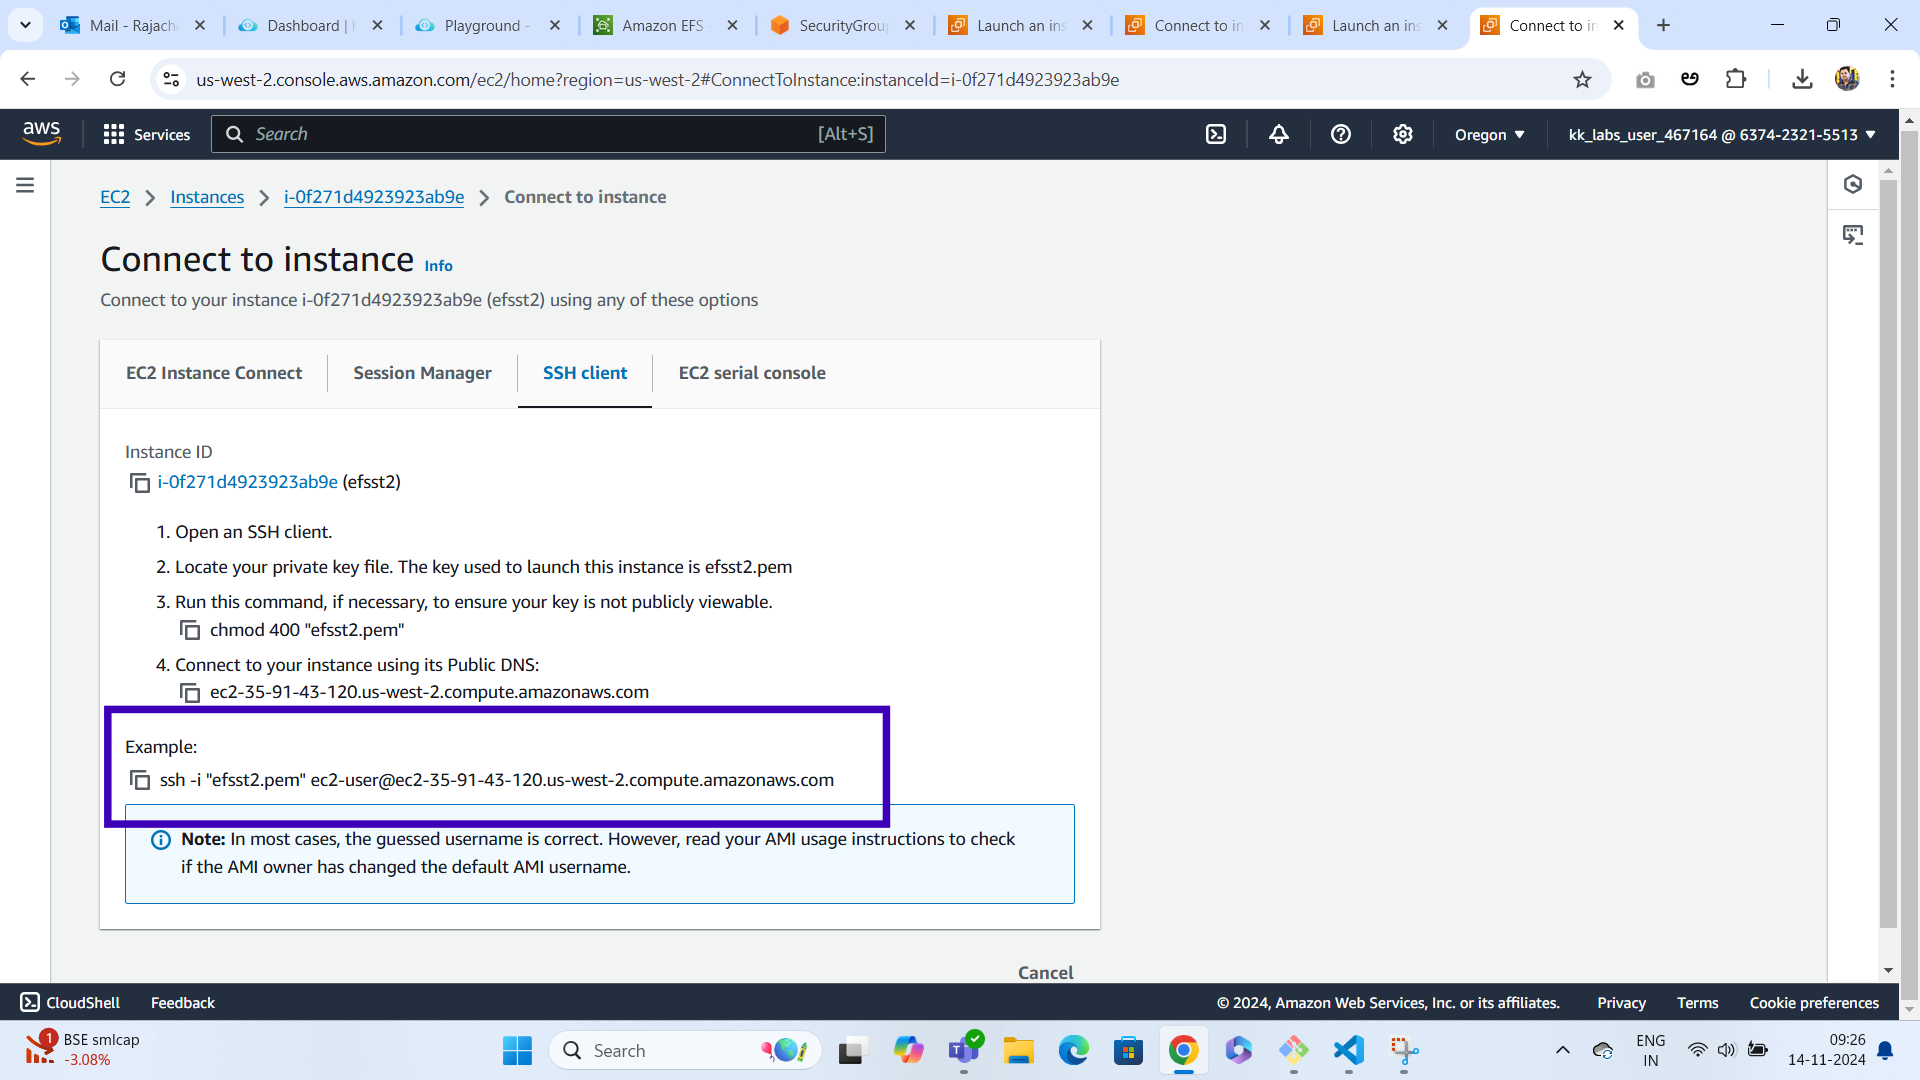 Mail - Rajacha
Dashboard |
Playground -
Amazon EFS -
SecurityGrou
Launch an ins
Connect to in
Launch an ins
Connect to in
us-west-2.console.aws.amazon.com/ec2/home?region=us-west-2#ConnectToInstance:instanceId=i-0f271d4923923ab9e
aws
Services
Search
[Alt+S]
Oregon
kk_labs_user_467164 @ 6374-2321-5513
EC2
Instances
i-0f271d4923923ab9e
Connect to instance
Connect to instance Info
Connect to your instance i-0f271d4923923ab9e (efsst2) using any of these options
EC2 Instance Connect
Session Manager
SSH client
EC2 serial console
Instance ID
i-0f271d4923923ab9e (efsst2)
1. Open an SSH client.
2. Locate your private key file. The key used to launch this instance is efsst2.pem
3. Run this command, if necessary, to ensure your key is not publicly viewable.
chmod 400 "efsst2.pem"
4. Connect to your instance using its Public DNS:
ec2-35-91-43-120.us-west-2.compute.amazonaws.com
Example:
ssh -i "efsst2.pem" ec2-user@ec2-35-91-43-120.us-west-2.compute.amazonaws.com
Note: In most cases, the guessed username is correct. However, read your AMI usage instructions to check
if the AMI owner has changed the default AMI username.
Cancel
CloudShell
Feedback
© 2024, Amazon Web Services, Inc. or its affiliates.
Privacy
Terms
Cookie preferences
1
BSE smlcap
-3.08%
Search
ENG
IN
09:26
14-11-2024